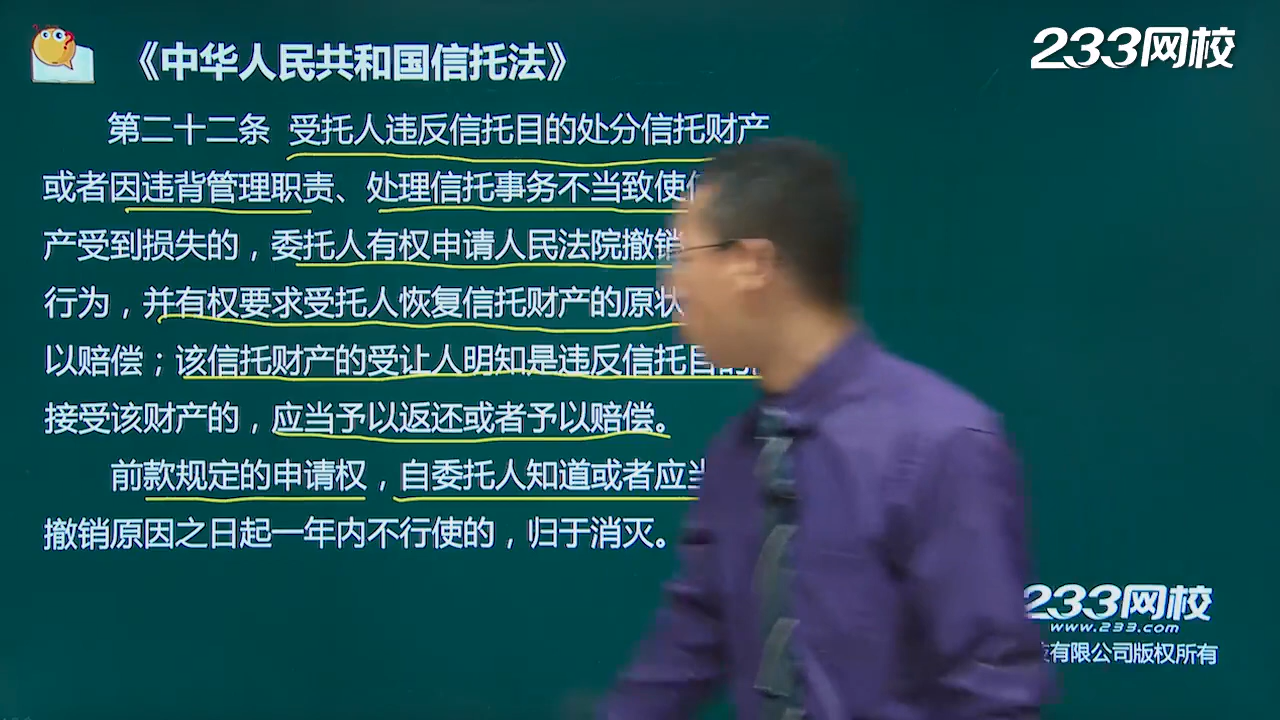 《中华人民共和国信托法》
233网校
第二十二条 受托人违反信托目的处分信托财产
或者因违背管理职责、处理信托事务不当致使
产受到损失的，委托人有权申请人民法院撤销
行为，并有权要求受托人恢复信托财产的原状
以赔偿；该信托财产的受让人明知是违反信托目的
接受该财产的，应当予以返还或者予以赔偿。
前款规定的申请权，自委托人知道或者应当
撤销原因之日起一年内不行使的，归于消灭。
233网校
www.233.com
有限公司版权所有